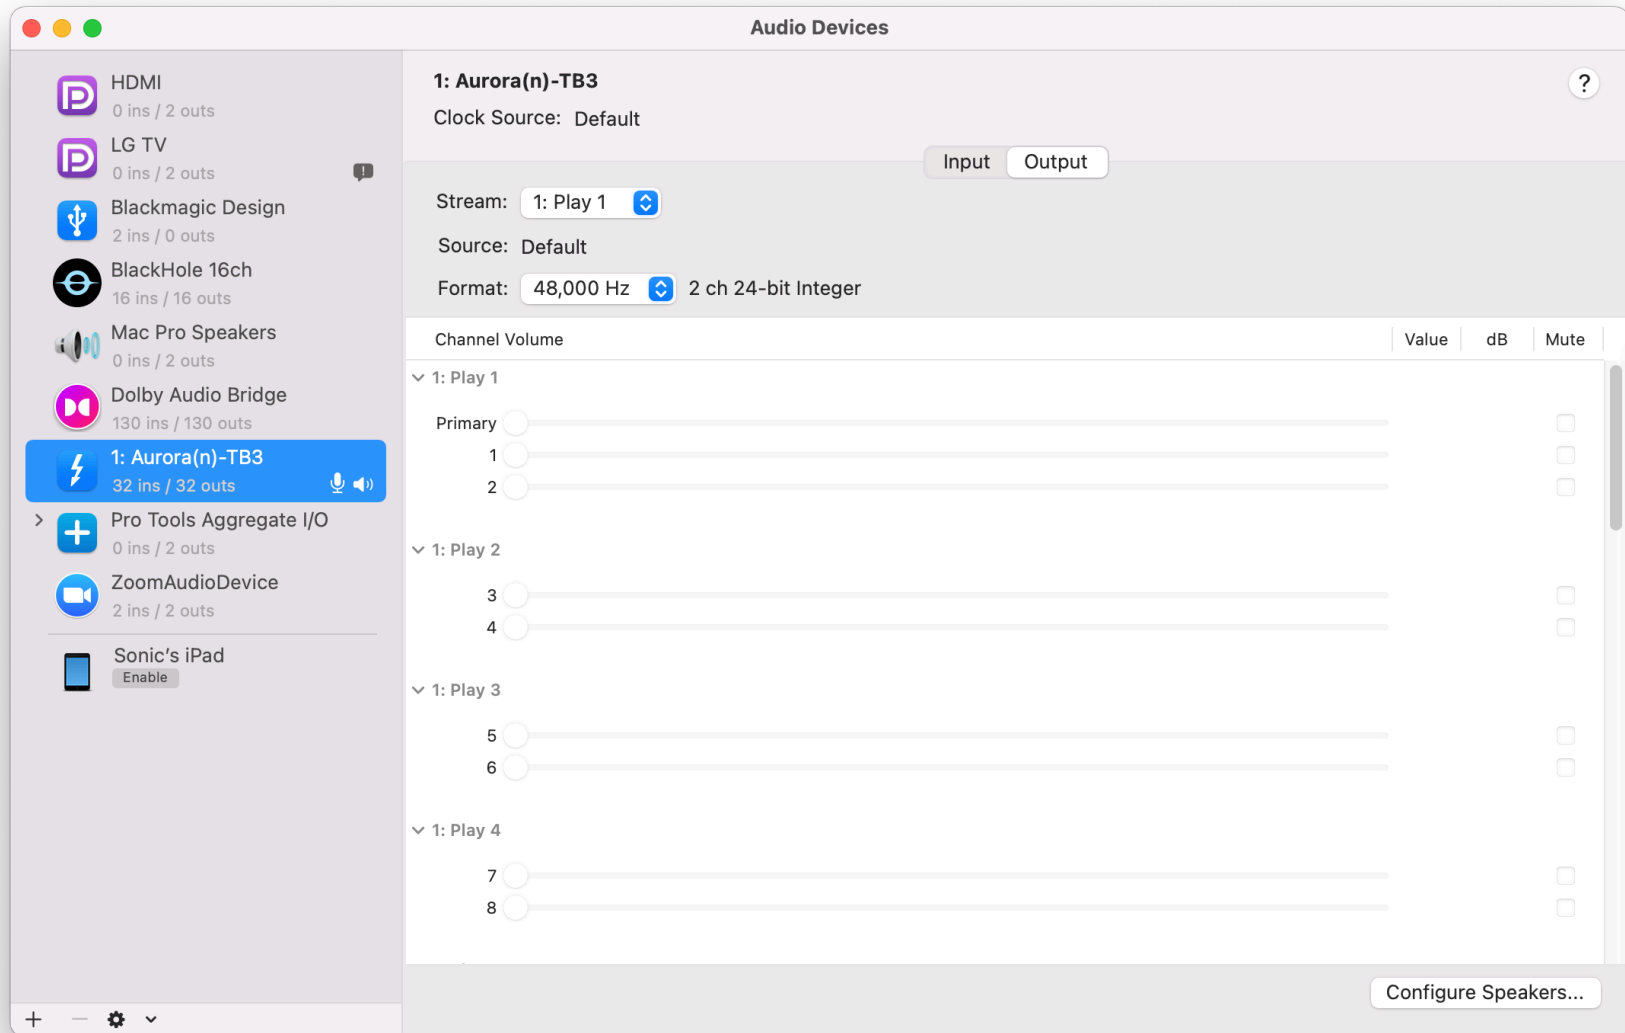 Audio Devices
HDMI
0 ins / 2 outs
LG TV
0 ins / 2 outs
Blackmagic Design
2 ins / 0 outs
BlackHole 16ch
16 ins / 16 outs
Mac Pro Speakers
0 ins / 2 outs
Dolby Audio Bridge
130 ins / 130 outs
1: Aurora(n)-TB3
32 ins / 32 outs
Pro Tools Aggregate I/O
0 ins / 2 outs
ZoomAudioDevice
2 ins / 2 outs
Sonic’s iPad
Enable
1: Aurora(n)-TB3
?
Clock Source: Default
Input Output
Stream: 1: Play 1
Source: Default
Format: 48,000 Hz 2 ch 24-bit Integer
Channel Volume Value dB Mute
1: Play 1
Primary
1
2
1: Play 2
3
4
1: Play 3
5
6
1: Play 4
7
8
Configure Speakers...